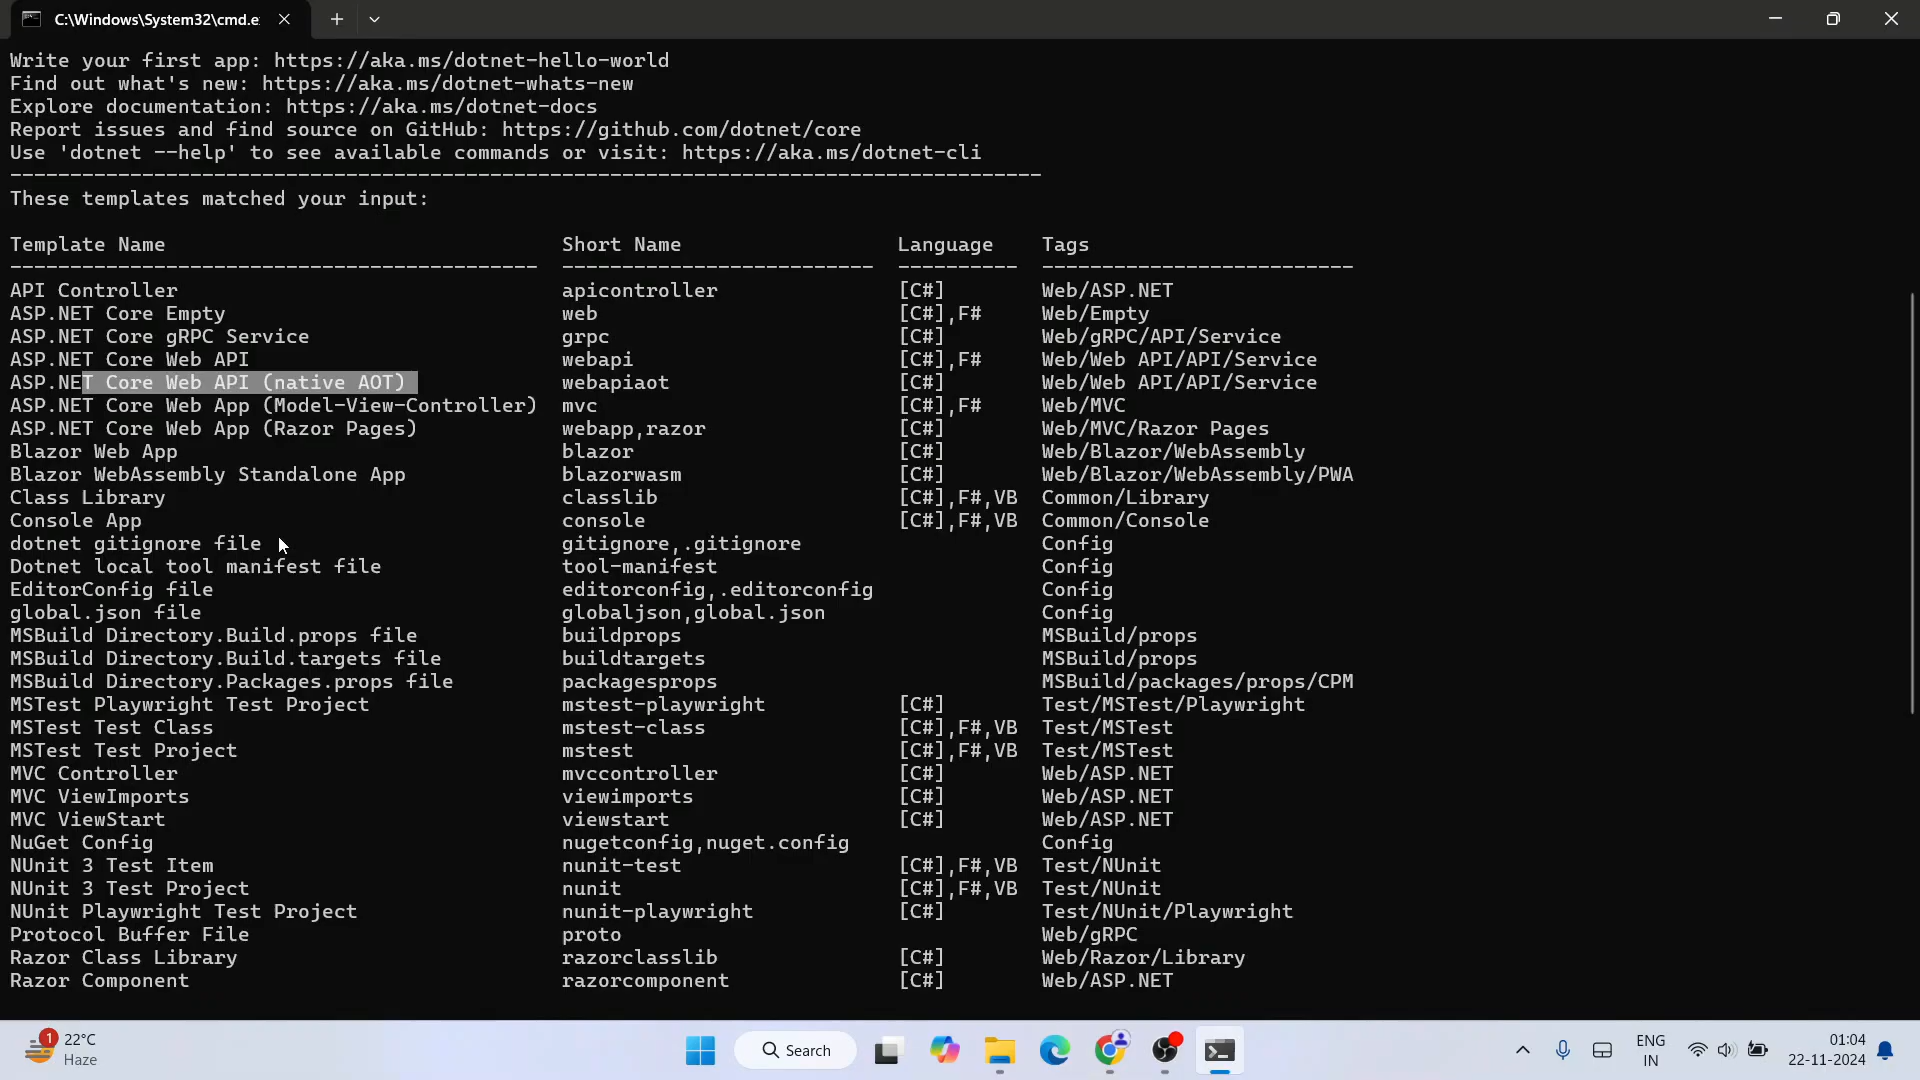 C:\Windows\System32\cmd.e
Write your first app: https://aka.ms/dotnet-hello-world
Find out what's new: https://aka.ms/dotnet-whats-new
Explore documentation: https://aka.ms/dotnet-docs
Report issues and find source on GitHub: https://github.com/dotnet/core
Use 'dotnet --help' to see available commands or visit: https://aka.ms/dotnet-cli
--------------------------------------------------------------------------------------
These templates matched your input:
Template Name Short Name Language Tags
-------------------------------------------- -------------------------- ---------- --------------------------
API Controller apicontroller [C#] Web/ASP.NET
ASP.NET Core Empty web [C#],F# Web/Empty
ASP.NET Core gRPC Service grpc [C#] Web/gRPC/API/Service
ASP.NET Core Web API webapi [C#],F# Web/Web API/API/Service
ASP.NET Core Web API (native AOT) webapiaot [C#] Web/Web API/API/Service
ASP.NET Core Web App (Model-View-Controller) mvc [C#],F# Web/MVC
ASP.NET Core Web App (Razor Pages) webapp,razor [C#] Web/MVC/Razor Pages
Blazor Web App blazor [C#] Web/Blazor/WebAssembly
Blazor WebAssembly Standalone App blazorwasm [C#] Web/Blazor/WebAssembly/PWA
Class Library classlib [C#],F#,VB Common/Library
Console App console [C#],F#,VB Common/Console
dotnet gitignore file gitignore,.gitignore Config
Dotnet local tool manifest file tool-manifest Config
EditorConfig file editorconfig,.editorconfig Config
global.json file globaljson,global.json Config
MSBuild Directory.Build.props file buildprops MSBuild/props
MSBuild Directory.Build.targets file buildtargets MSBuild/props
MSBuild Directory.Packages.props file packagesprops MSBuild/packages/props/CPM
MSTest Playwright Test Project mstest-playwright [C#] Test/MSTest/Playwright
MSTest Test Class mstest-class [C#],F#,VB Test/MSTest
MSTest Test Project mstest [C#],F#,VB Test/MSTest
MVC Controller mvccontroller [C#] Web/ASP.NET
MVC ViewImports viewimports [C#] Web/ASP.NET
MVC ViewStart viewstart [C#] Web/ASP.NET
NuGet Config nugetconfig,nuget.config Config
NUnit 3 Test Item nunit-test [C#],F#,VB Test/NUnit
NUnit 3 Test Project nunit [C#],F#,VB Test/NUnit
NUnit Playwright Test Project nunit-playwright [C#] Test/NUnit/Playwright
Protocol Buffer File proto Web/gRPC
Razor Class Library razorclasslib [C#] Web/Razor/Library
Razor Component razorcomponent [C#] Web/ASP.NET
1
22°C
Haze
Search
ENG
IN
01:04
22-11-2024